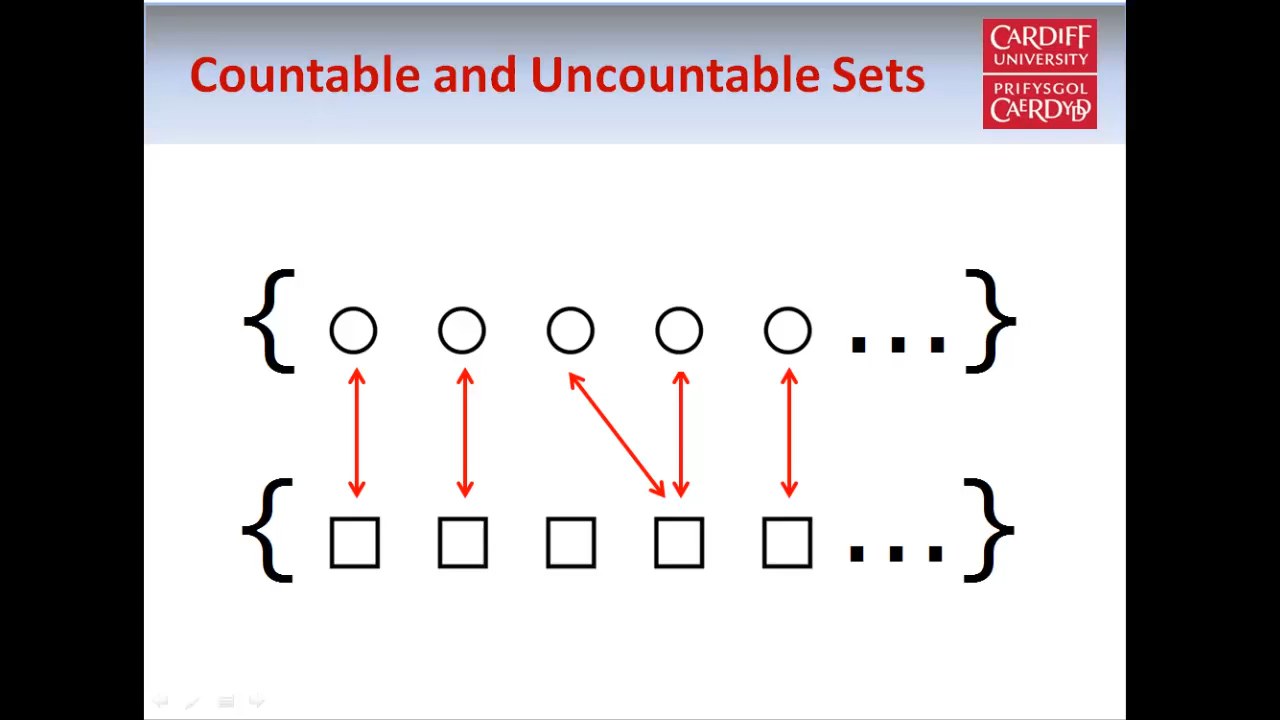 Countable and Uncountable Sets
CARDIFF
UNIVERSITY
PRIFYSGOL
CAERDYDD
{ ○ ○ ○ ○ ○ ... }
{ □ □ □ □ □ ... }